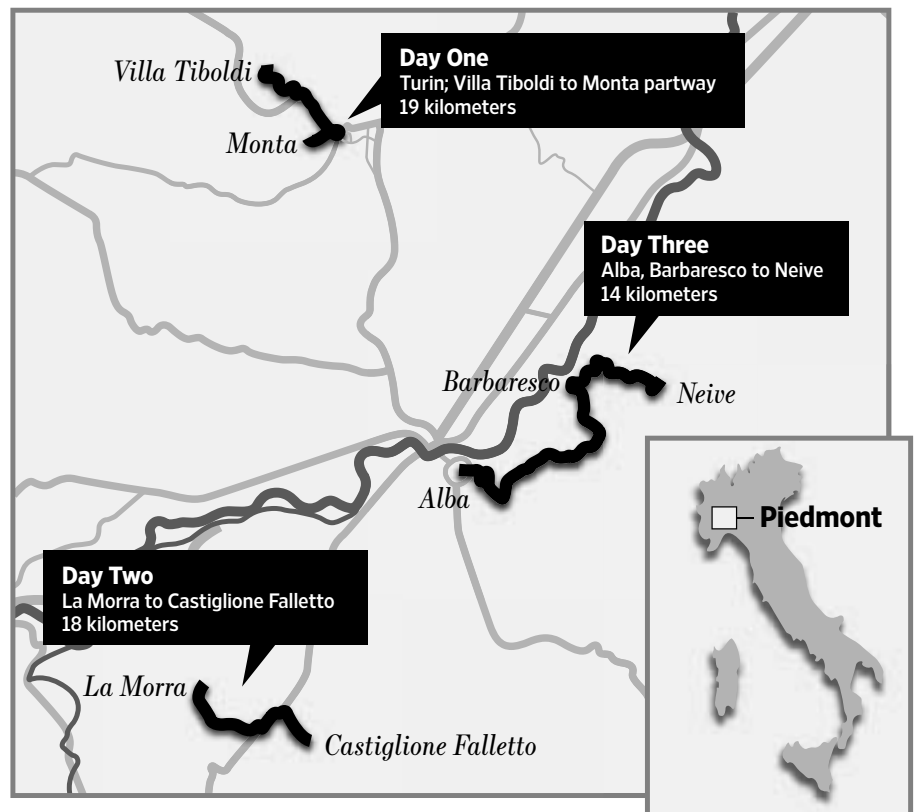 Villa Tiboldi
Monta
Day One
Turin; Villa Tiboldi to Monta partway
19 kilometers
Day Three
Alba, Barbaresco to Neive
14 kilometers
Barbaresco
Neive
Alba
Piedmont
Day Two
La Morra to Castiglione Falletto
18 kilometers
La Morra
Castiglione Falletto